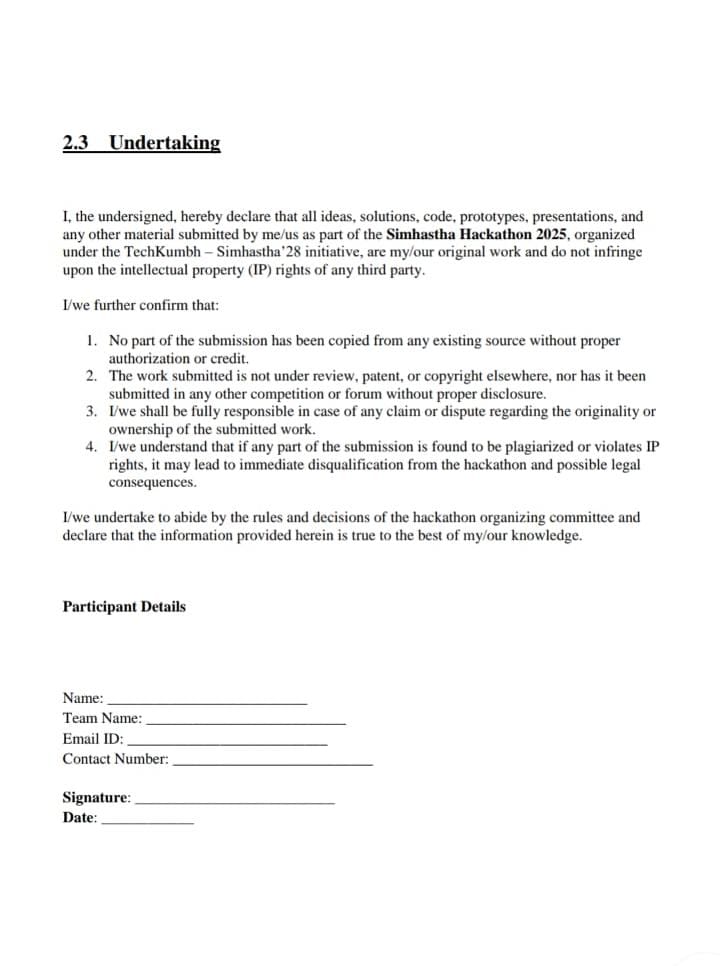 2.3 Undertaking
I, the undersigned, hereby declare that all ideas, solutions, code, prototypes, presentations, and
any other material submitted by me/us as part of the Simhastha Hackathon 2025, organized
under the TechKumbh – Simhastha’28 initiative, are my/our original work and do not infringe
upon the intellectual property (IP) rights of any third party.
I/we further confirm that:
1. No part of the submission has been copied from any existing source without proper
authorization or credit.
2. The work submitted is not under review, patent, or copyright elsewhere, nor has it been
submitted in any other competition or forum without proper disclosure.
3. I/we shall be fully responsible in case of any claim or dispute regarding the originality or
ownership of the submitted work.
4. I/we understand that if any part of the submission is found to be plagiarized or violates IP
rights, it may lead to immediate disqualification from the hackathon and possible legal
consequences.
I/we undertake to abide by the rules and decisions of the hackathon organizing committee and
declare that the information provided herein is true to the best of my/our knowledge.
Participant Details
Name: ____________________________
Team Name: ____________________________
Email ID: ____________________________
Contact Number: ____________________________
Signature: ____________________________
Date: _____________